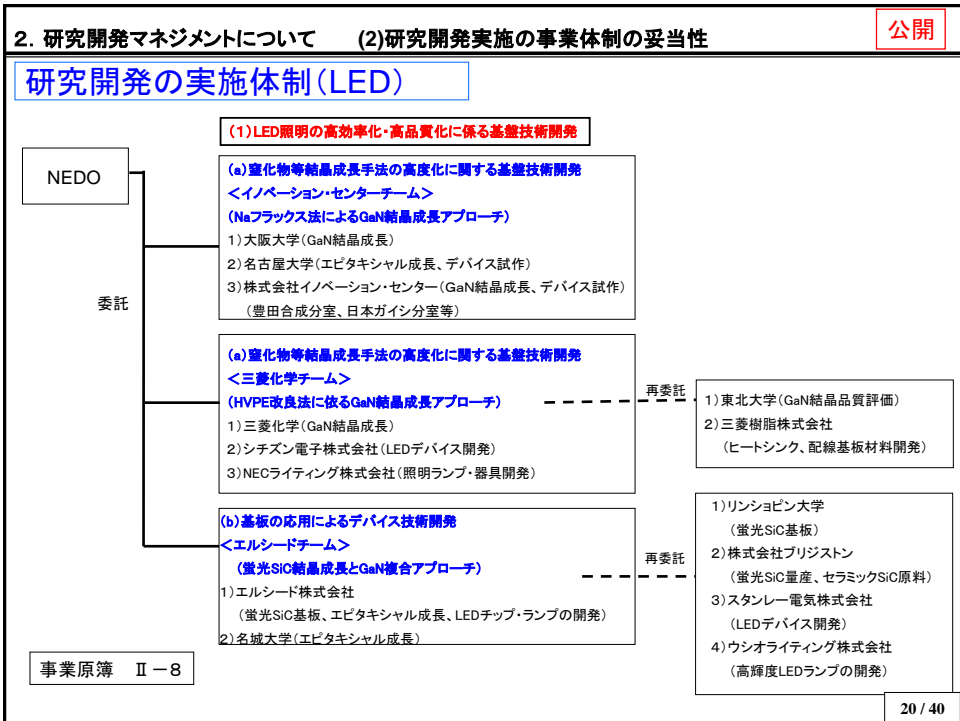 2. 研究開発マネジメントについて (2)研究開発実施の事業体制の妥当性
公開
研究開発の実施体制(LED)
(1)LED照明の高効率化・高品質化に係る基盤技術開発
NEDO
委託
(a)窒化物等結晶成長手法の高度化に関する基盤技術開発
＜イノベーション・センターチーム＞
(Naフラックス法によるGaN結晶成長アプローチ)
1)大阪大学(GaN結晶成長)
2)名古屋大学(エピタキシャル成長、デバイス試作)
3)株式会社イノベーション・センター(GaN結晶成長、デバイス試作)
(豊田合成分室、日本ガイシ分室等)
(a)窒化物等結晶成長手法の高度化に関する基盤技術開発
＜三菱化学チーム＞
(HVPE改良法に依るGaN結晶成長アプローチ)
1)三菱化学(GaN結晶成長)
2)シチズン電子株式会社(LEDデバイス開発)
3)NECライティング株式会社(照明ランプ・器具開発)
再委託
1)東北大学(GaN結晶品質評価)
2)三菱樹脂株式会社
(ヒートシンク、配線基板材料開発)
(b)基板の応用によるデバイス技術開発
＜エルシードチーム＞
(蛍光SiC結晶成長とGaN複合アプローチ)
1)エルシード株式会社
(蛍光SiC基板、エピタキシャル成長、LEDチップ・ランプの開発)
2)名城大学(エピタキシャル成長)
再委託
1)リンショピン大学
(蛍光SiC基板)
2)株式会社ブリジストン
(蛍光SiC量産、セラミックSiC原料)
3)スタンレー電気株式会社
(LEDデバイス開発)
4)ウシオライティング株式会社
(高輝度LEDランプの開発)
事業原簿 Ⅱ－8
20 / 40